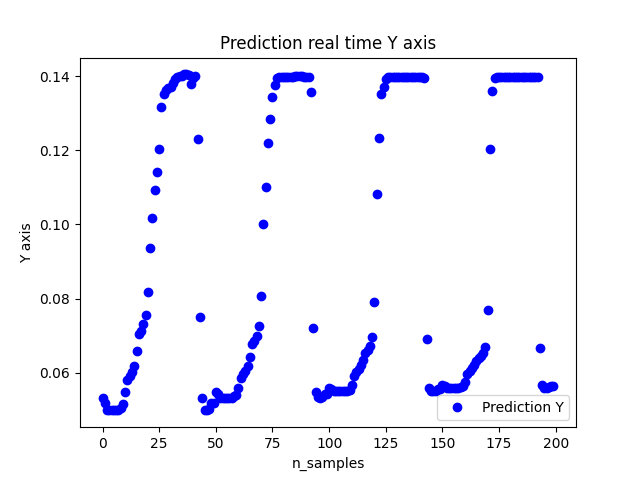 Prediction real time Y axis
0.14
0.12
0.10
0.08
0.06
Y axis
Prediction Y
0 25 50 75 100 125 150 175 200
n_samples